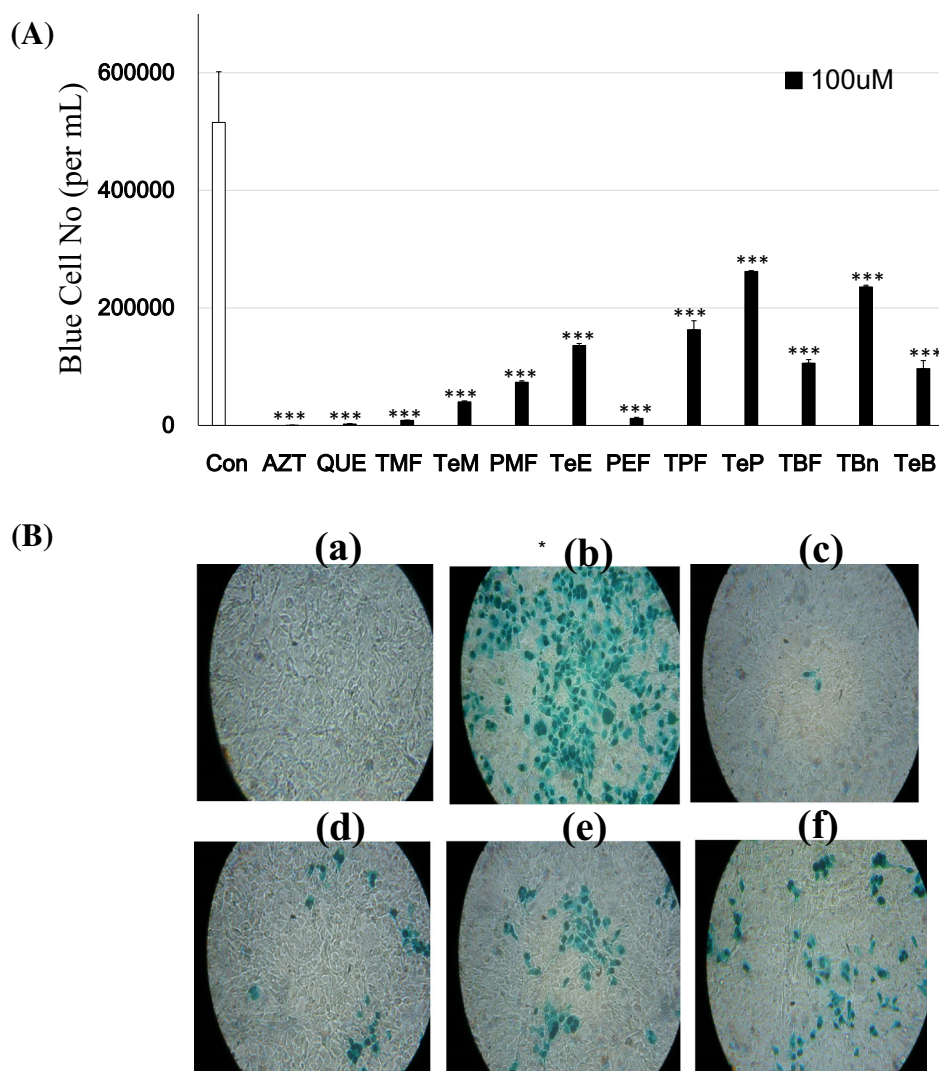 (A)
Blue Cell No (per mL)
600000
400000
200000
0
100uM
***
***
***
***
***
***
***
***
***
***
***
***
Con AZT QUE TMF TeM PMF TeE PEF TPF TeP TBF TBn TeB
(B)
(a) * (b) (c)
(d) (e) (f)